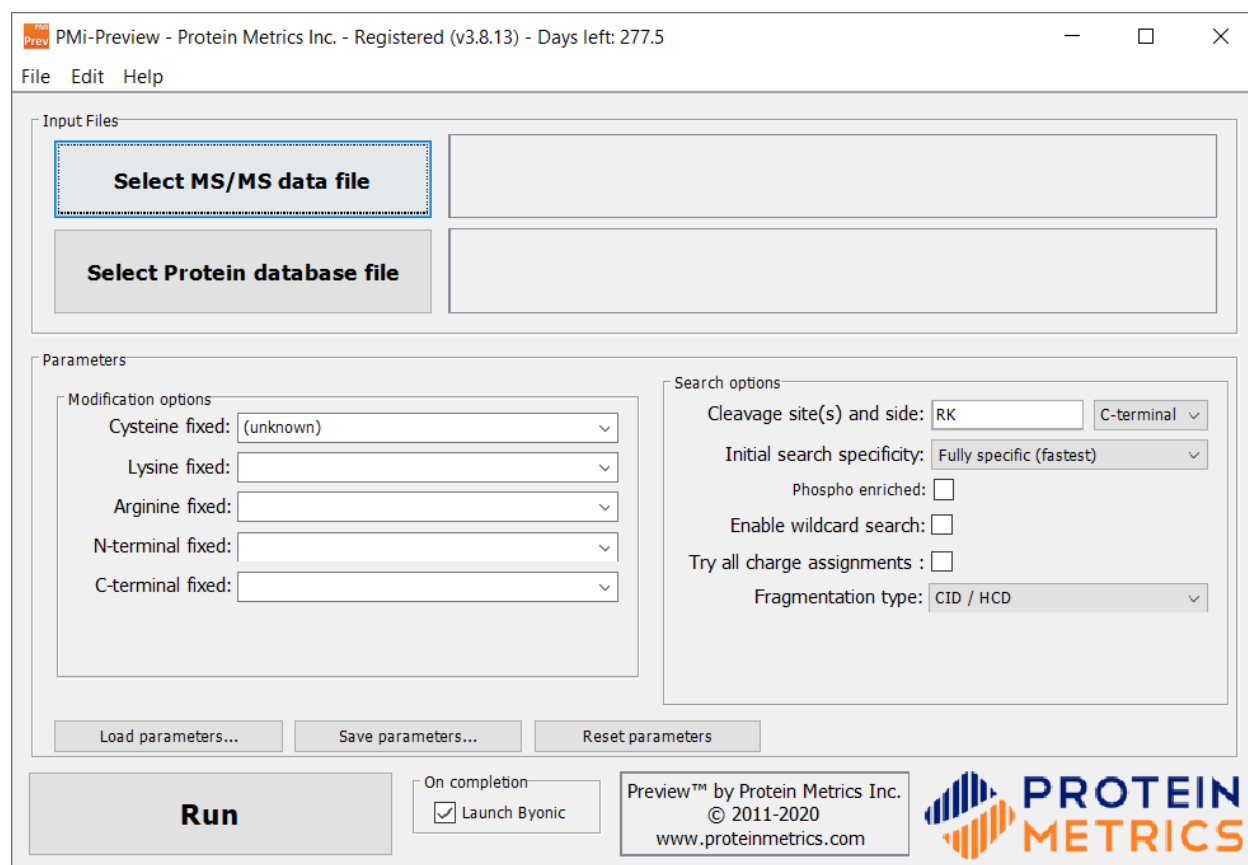 PMI
Prev
PMi-Preview - Protein Metrics Inc. - Registered (v3.8.13) - Days left: 277.5
File Edit Help
Input Files
Select MS/MS data file
Select Protein database file
Parameters
Modification options
Cysteine fixed: (unknown)
Lysine fixed:
Arginine fixed:
N-terminal fixed:
C-terminal fixed:
Search options
Cleavage site(s) and side: RK C-terminal
Initial search specificity: Fully specific (fastest)
Phospho enriched:
Enable wildcard search:
Try all charge assignments :
Fragmentation type: CID / HCD
Load parameters... Save parameters... Reset parameters
Run
On completion
Launch Byonic
Preview™ by Protein Metrics Inc.
© 2011-2020
www.proteinmetrics.com
PROTEIN
METRICS